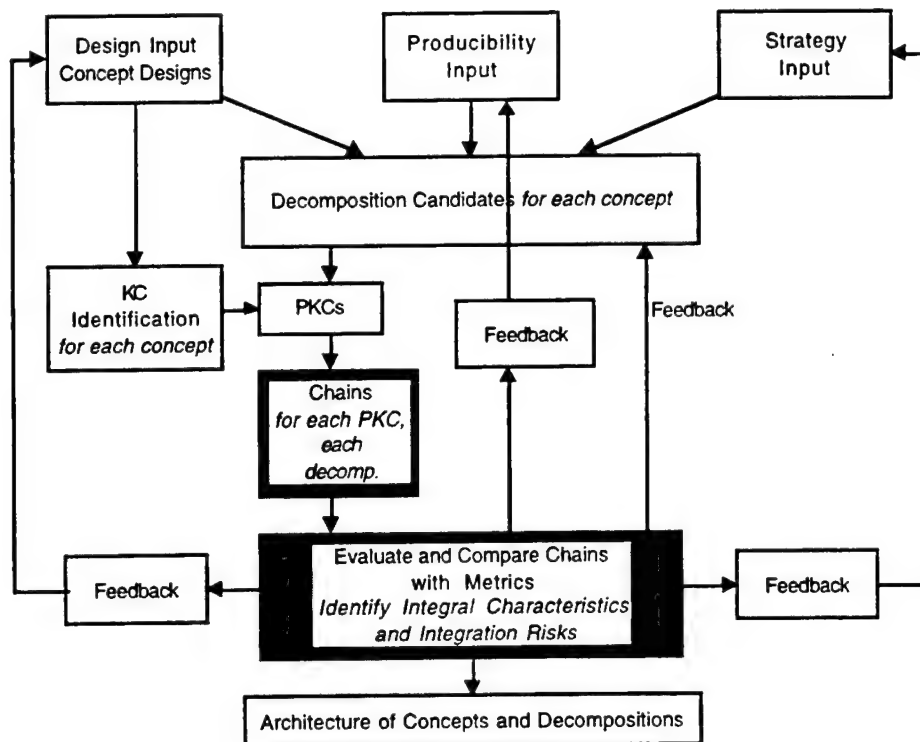 Design Input
Concept Designs
Producibility
Input
Strategy
Input
Decomposition Candidates for each concept
KC
Identification
for each concept
PKCs
Feedback
Feedback
Chains
for each PKC,
each
decomp.
Evaluate and Compare Chains
with Metrics
Identify Integral Characteristics
and Integration Risks
Feedback
Feedback
Architecture of Concepts and Decompositions